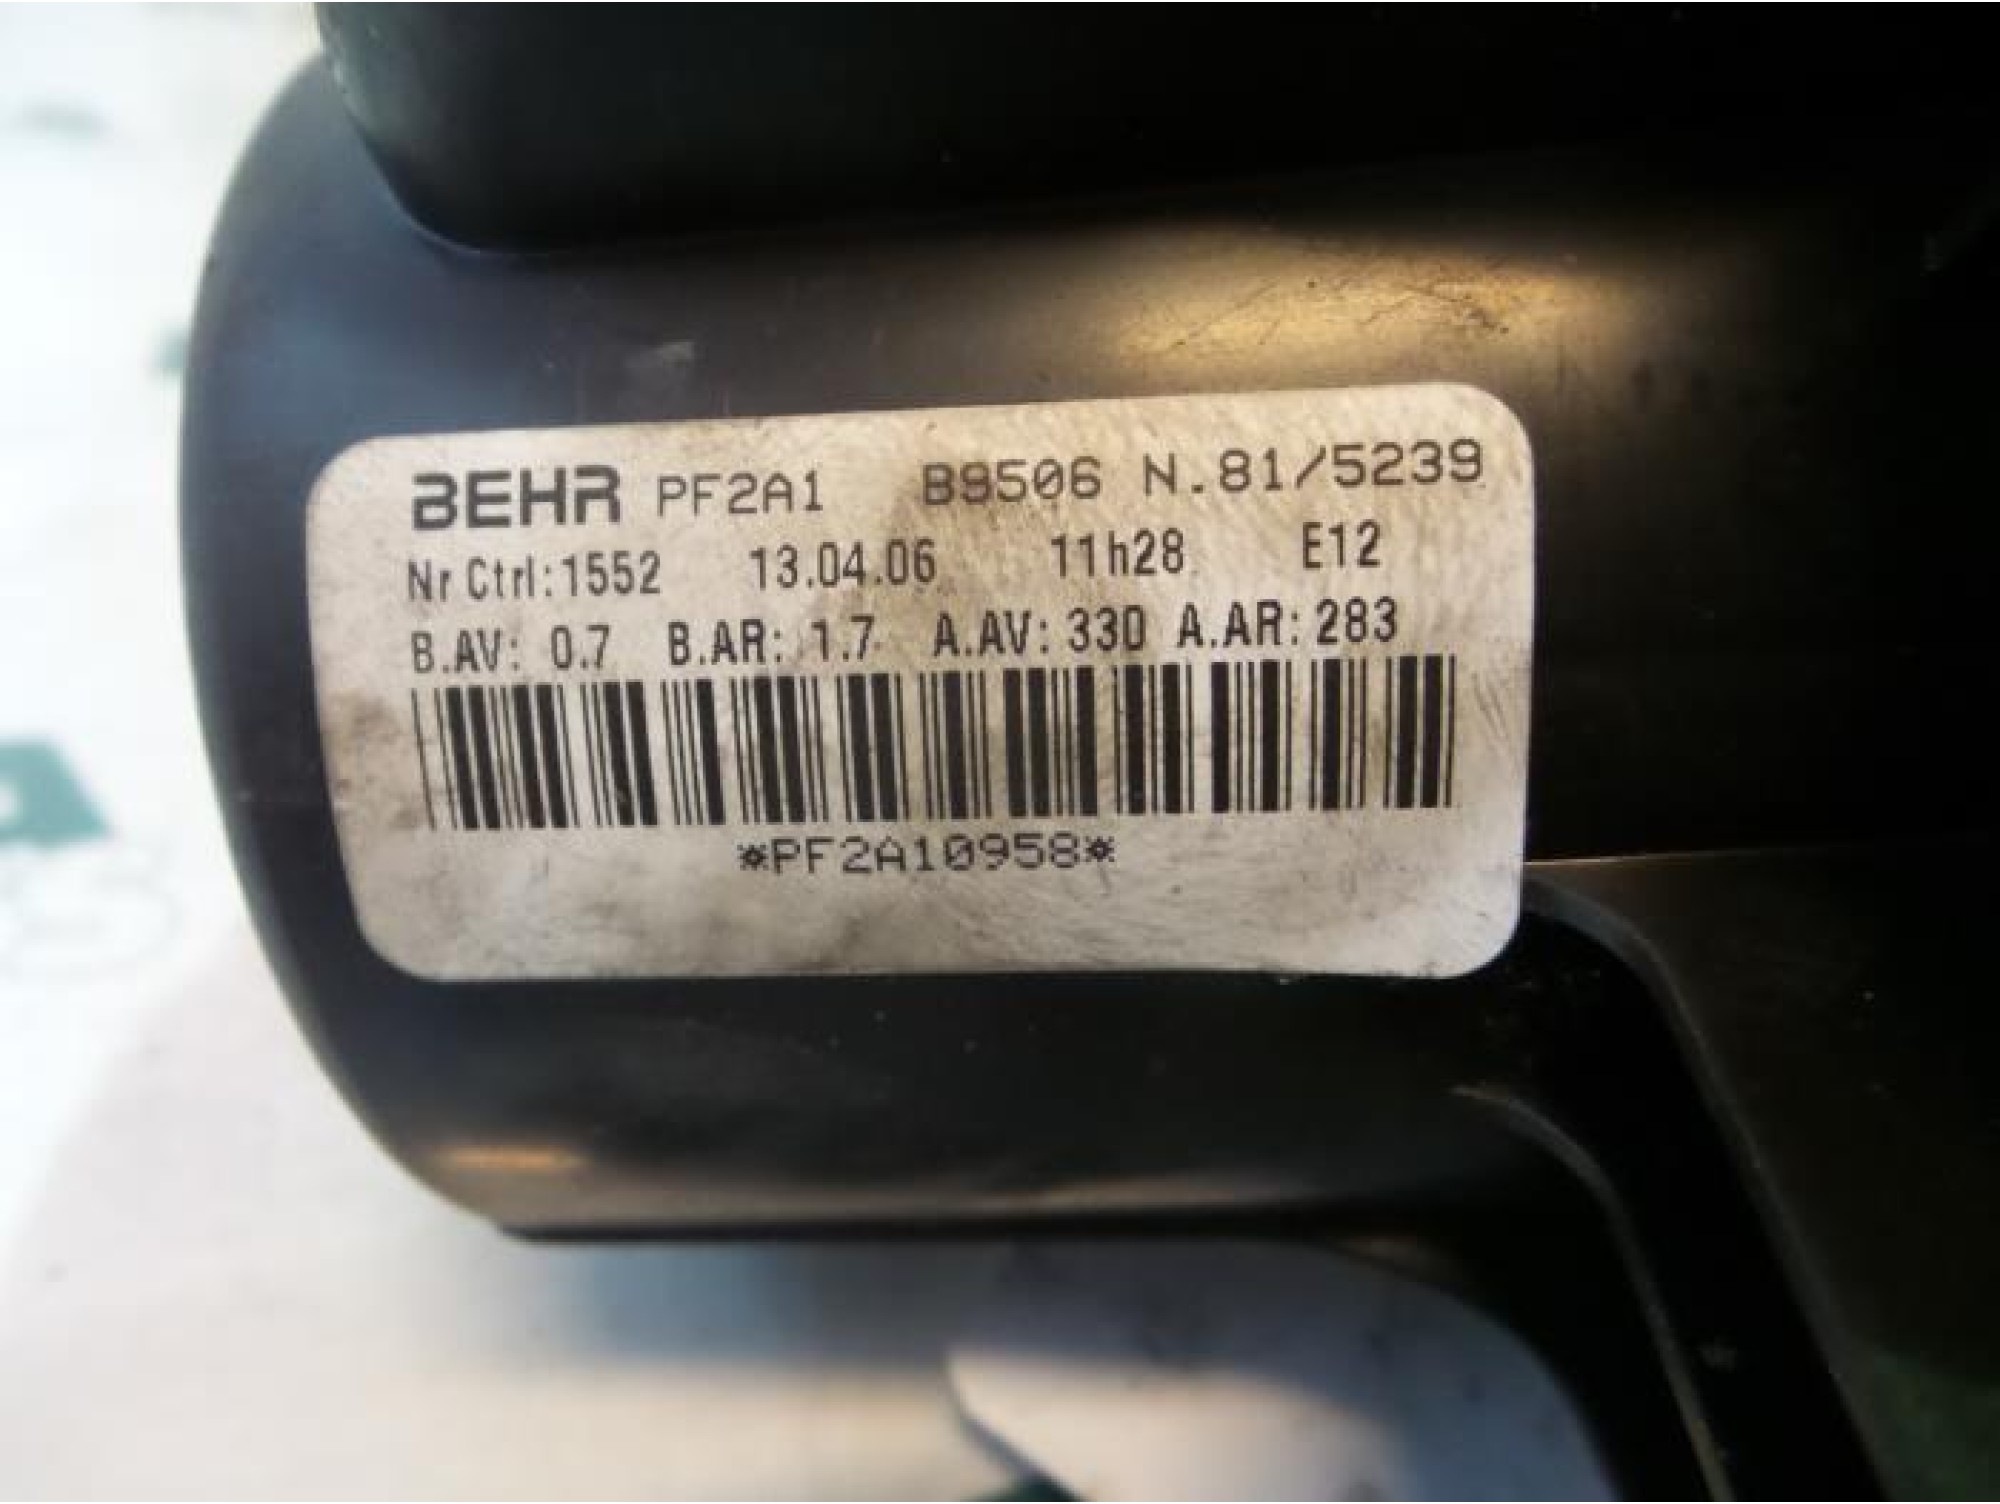 BEHR PF2A1 B9506 N.81/5239
Nr Ctrl:1552 13.04.06 11h28 E12
B.AV: 0.7 B.AR: 1.7 A.AV: 330 A.AR: 283
*PF2A10958*